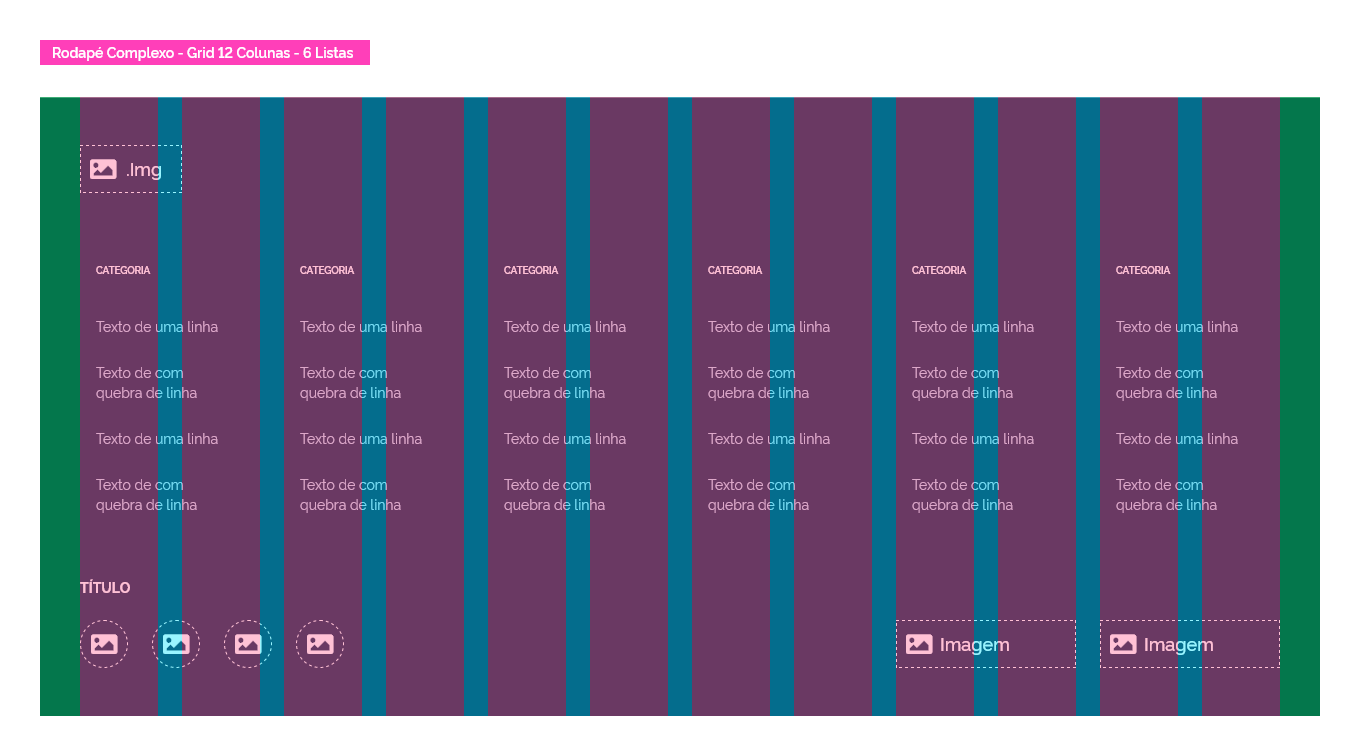 Rodapé Complexo - Grid 12 Colunas - 6 Listas
.Img
CATEGORIA CATEGORIA CATEGORIA CATEGORIA CATEGORIA CATEGORIA
Texto de uma linha Texto de uma linha Texto de uma linha Texto de uma linha Texto de uma linha Texto de uma linha
Texto de com Texto de com Texto de com Texto de com Texto de com Texto de com
quebra de linha quebra de linha quebra de linha quebra de linha quebra de linha quebra de linha
Texto de uma linha Texto de uma linha Texto de uma linha Texto de uma linha Texto de uma linha Texto de uma linha
Texto de com Texto de com Texto de com Texto de com Texto de com Texto de com
quebra de linha quebra de linha quebra de linha quebra de linha quebra de linha quebra de linha
TÍTULO
Imagem Imagem